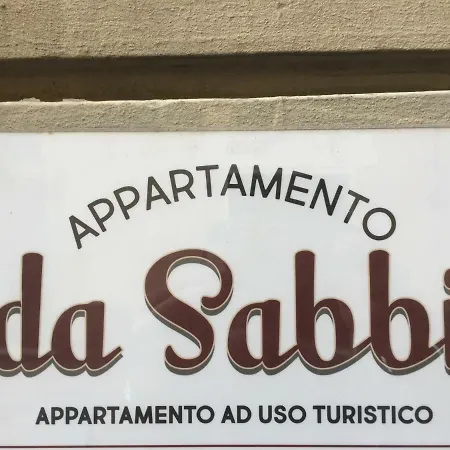 APPARTAMENTO
da Sabbi
APPARTAMENTO AD USO TURISTICO